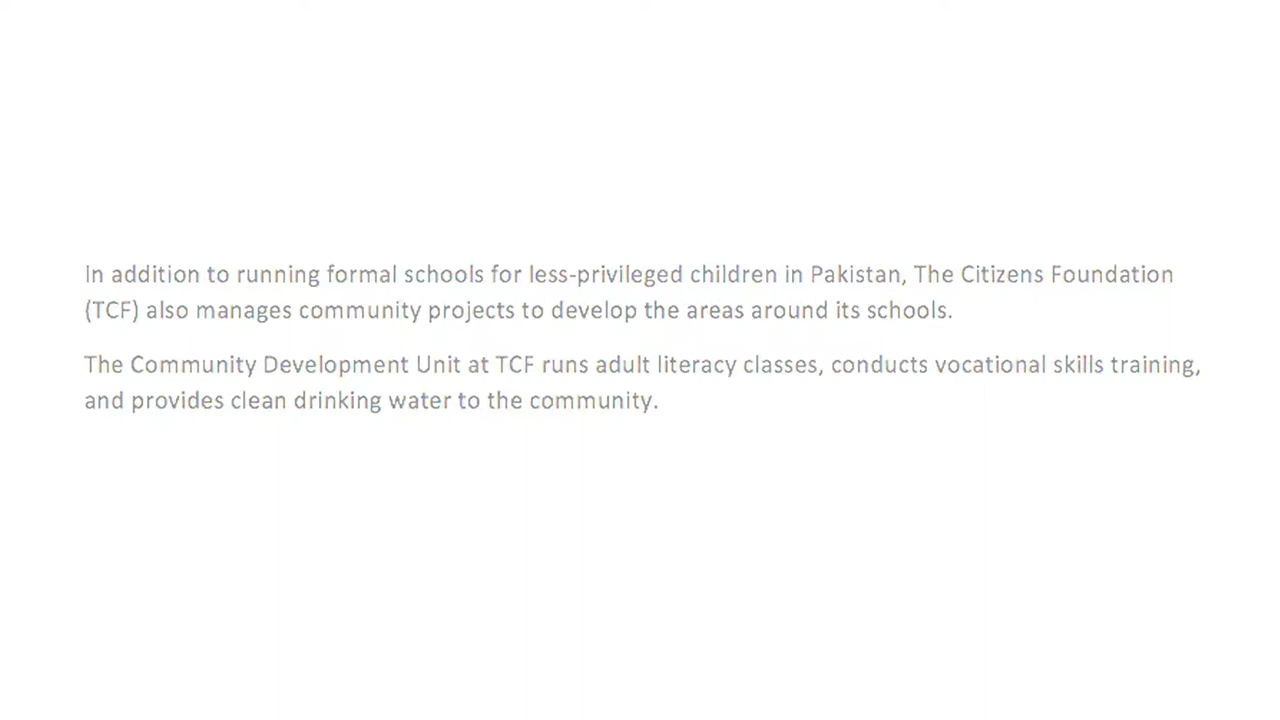 In addition to running formal schools for less-privileged children in Pakistan, The Citizens Foundation
(TCF) also manages community projects to develop the areas around its schools.
The Community Development Unit at TCF runs adult literacy classes, conducts vocational skills training,
and provides clean drinking water to the community.